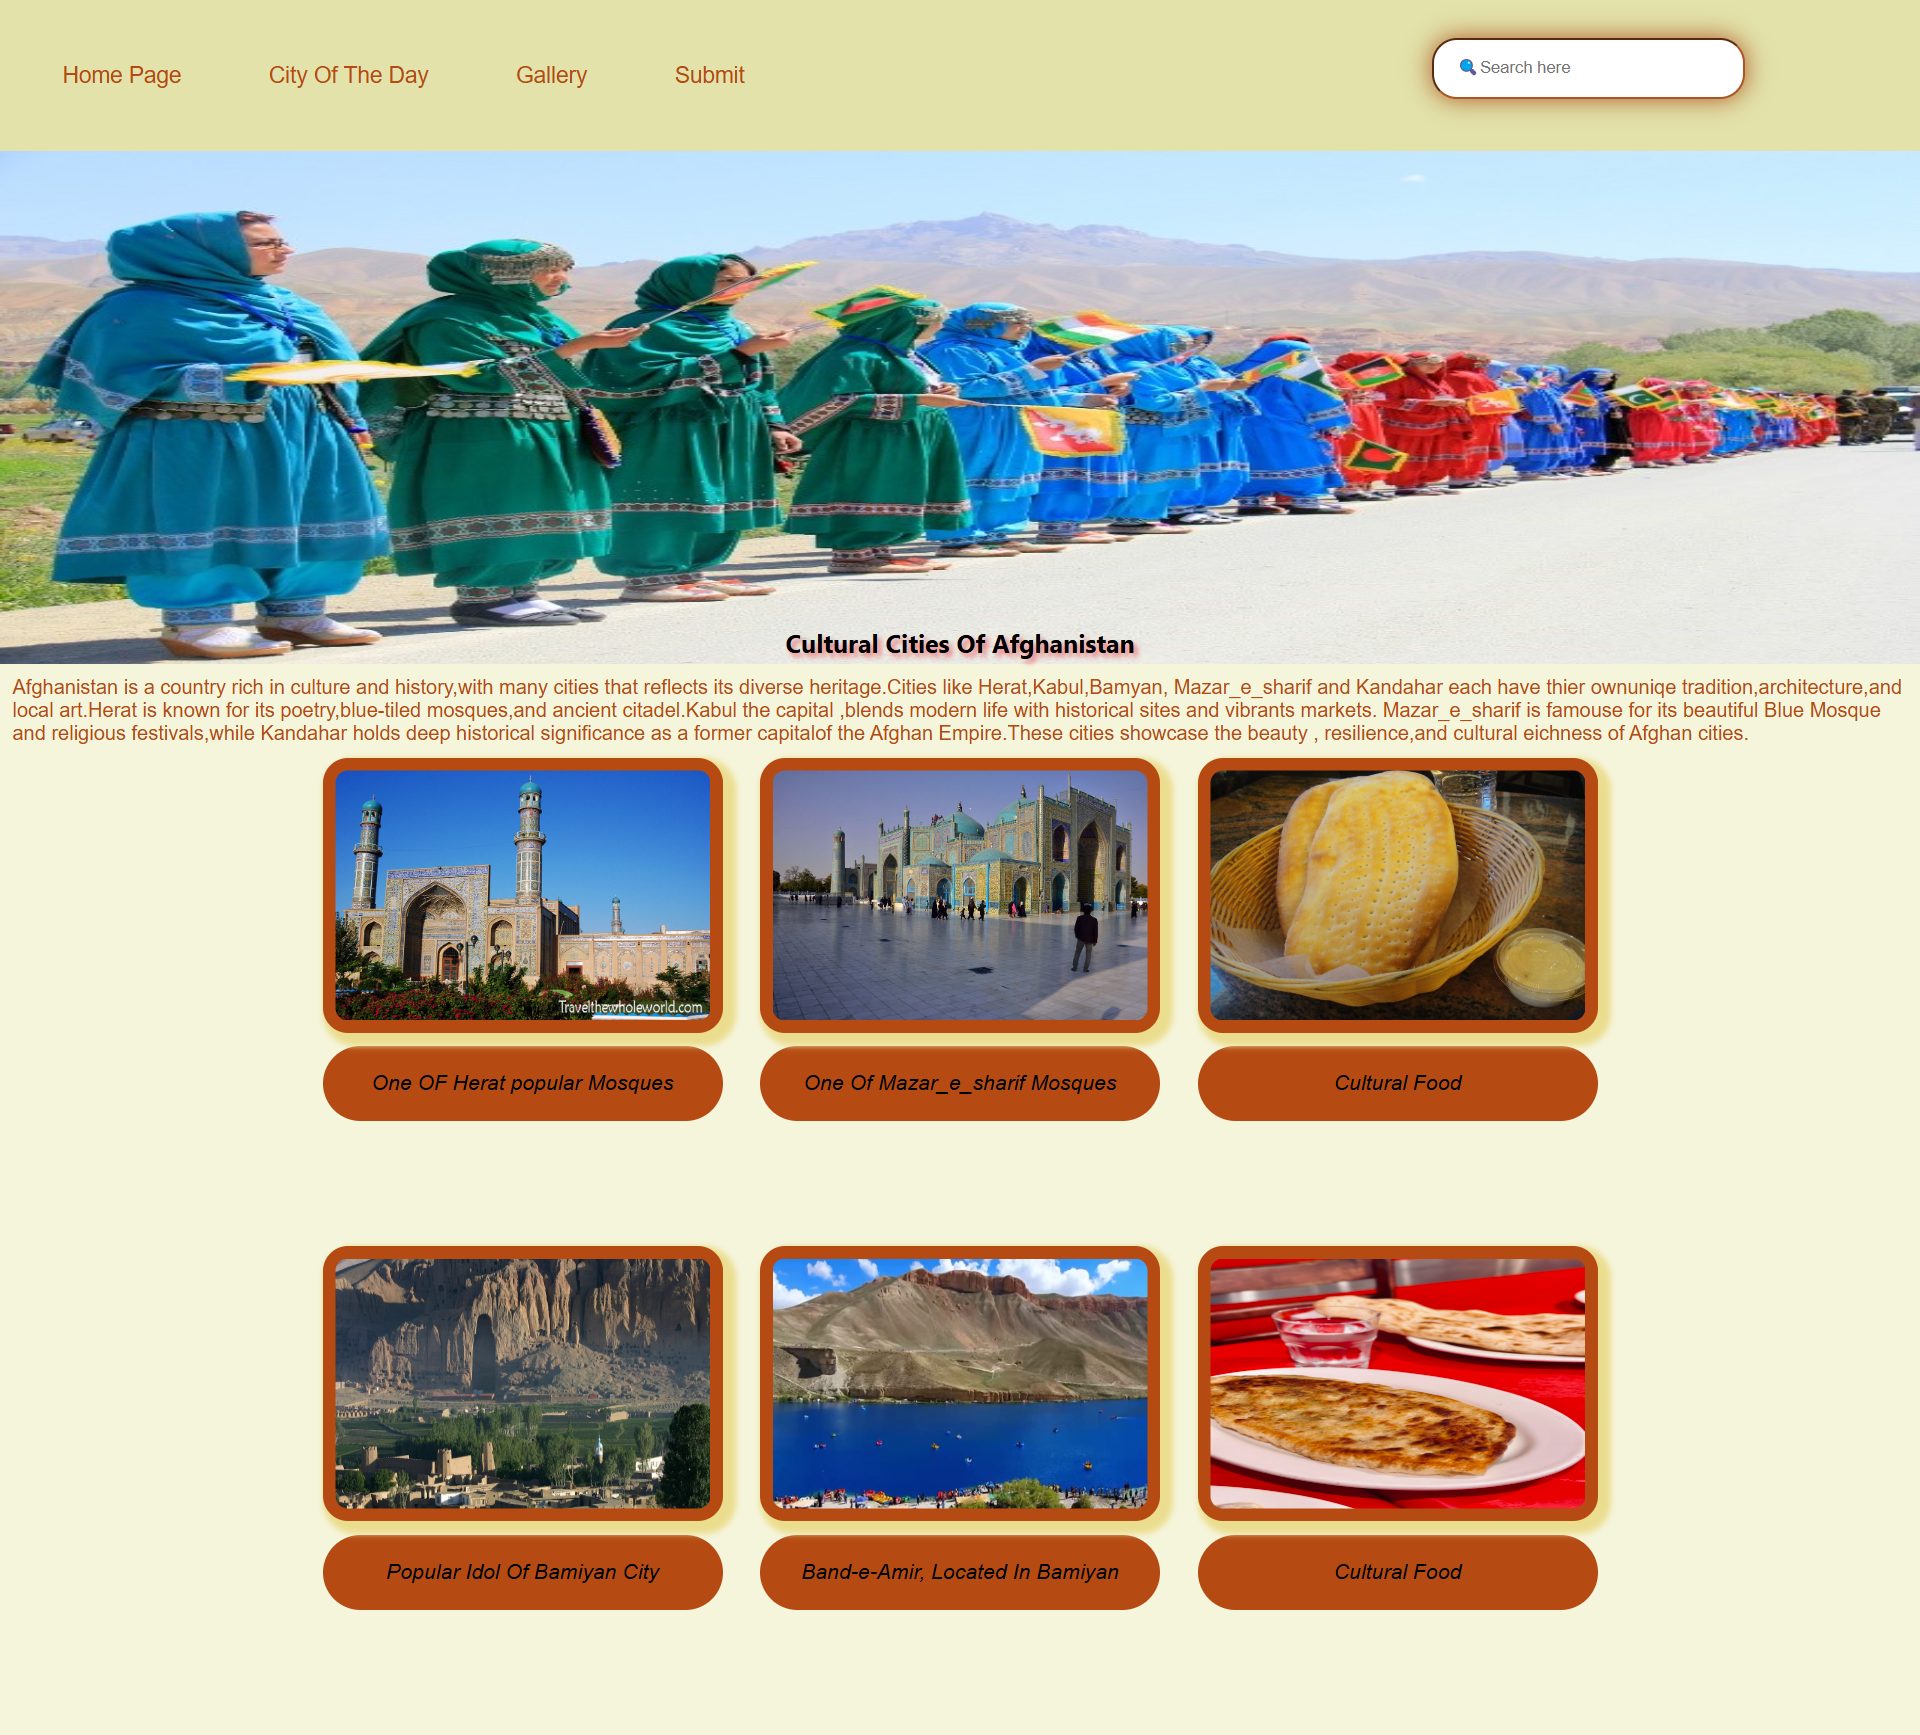 Home Page
City Of The Day
Gallery
Submit
Search here
Cultural Cities Of Afghanistan
Afghanistan is a country rich in culture and history,with many cities that reflects its diverse heritage.Cities like Herat,Kabul,Bamyan, Mazar_e_sharif and Kandahar each have thier ownuniqe tradition,architecture,and
local art.Herat is known for its poetry,blue-tiled mosques,and ancient citadel.Kabul the capital ,blends modern life with historical sites and vibrants markets. Mazar_e_sharif is famouse for its beautiful Blue Mosque
and religious festivals,while Kandahar holds deep historical significance as a former capitalof the Afghan Empire.These cities showcase the beauty , resilience,and cultural eichness of Afghan cities.
Travelthewholeworld.com
One OF Herat popular Mosques
One Of Mazar_e_sharif Mosques
Cultural Food
Popular Idol Of Bamiyan City
Band-e-Amir, Located In Bamiyan
Cultural Food